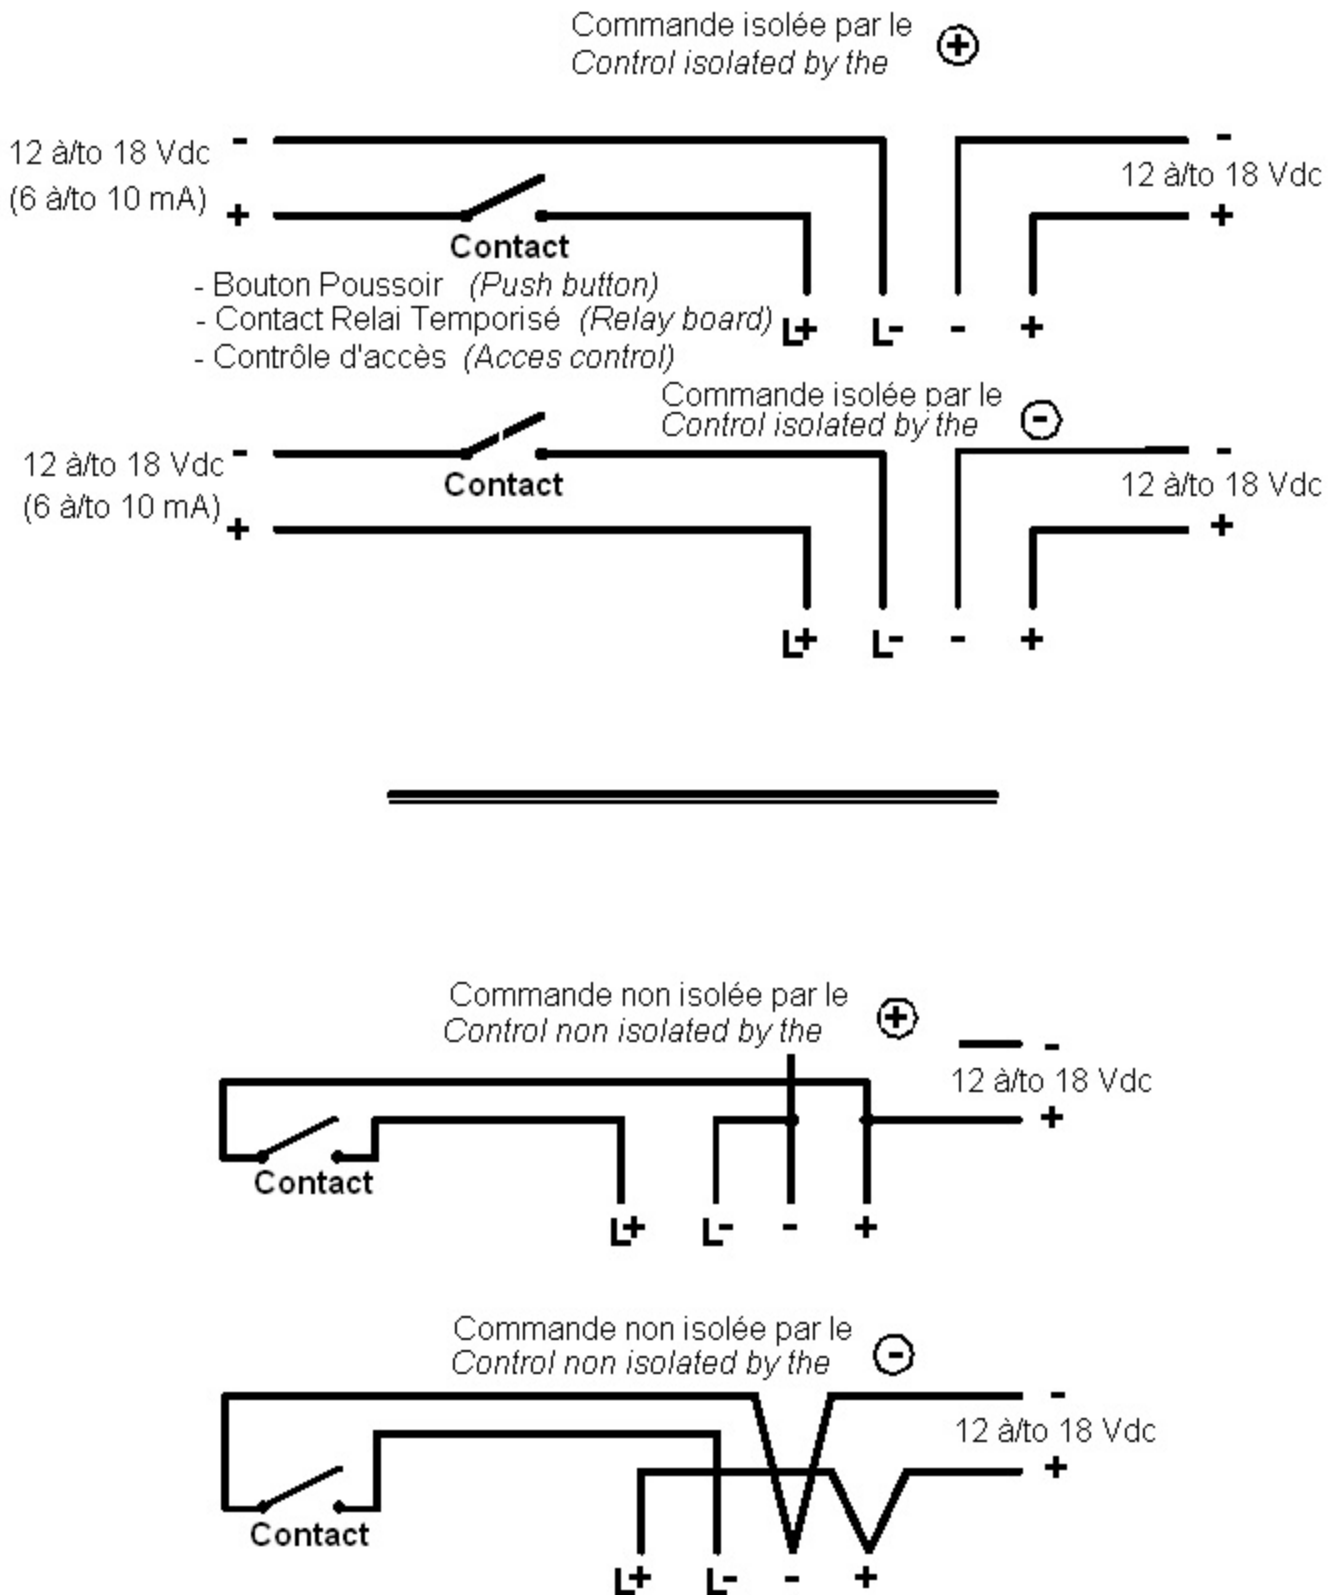 Commande isolée par le
Control isolated by the +
12 à/to 18 Vdc -
(6 à/to 10 mA) +
-
12 à/to 18 Vdc
+
Contact
- Bouton Poussoir (Push button)
- Contact Relai Temporisé (Relay board)
- Contrôle d'accès (Acces control)
L+ L- - +
Commande isolée par le
Control isolated by the -
12 à/to 18 Vdc -
(6 à/to 10 mA) +
Contact
-
12 à/to 18 Vdc
+
L+ L- - +
Commande non isolée par le
Control non isolated by the +
-
12 à/to 18 Vdc
+
Contact
L+ L- - +
Commande non isolée par le
Control non isolated by the -
-
12 à/to 18 Vdc
+
Contact
L+ L- - +